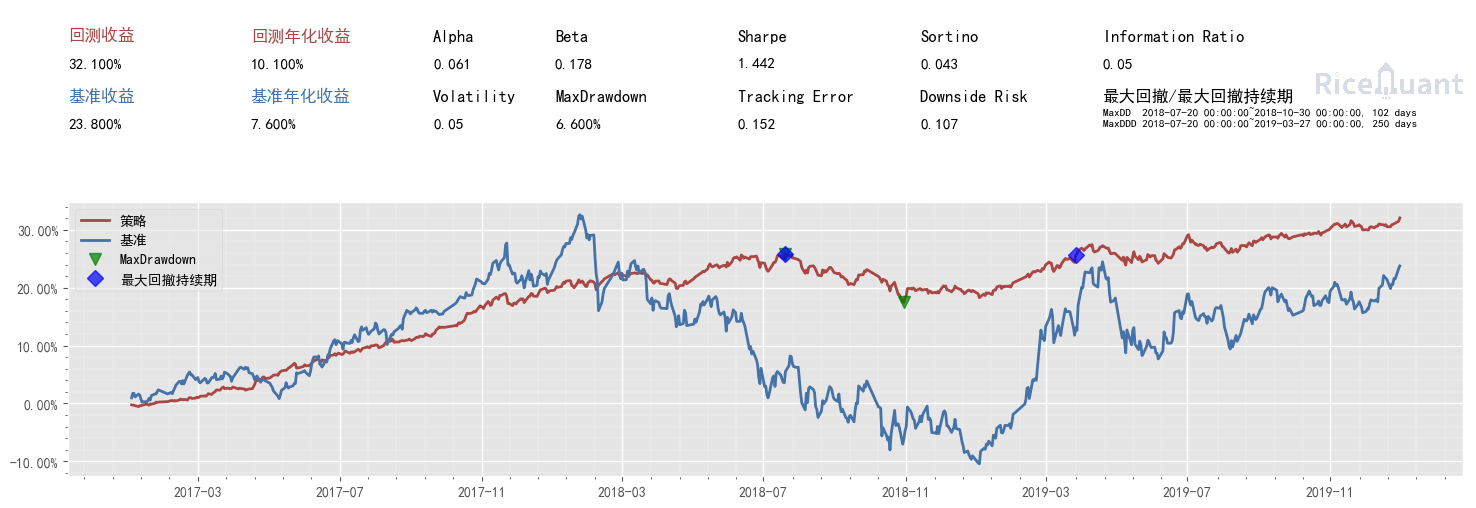 回测收益 回测年化收益 Alpha Beta Sharpe Sortino Information Ratio
32.100% 10.100% 0.061 0.178 1.442 0.043 0.05
RiceQuant
基准收益 基准年化收益 Volatility MaxDrawdown Tracking Error Downside Risk 最大回撤/最大回撤持续期
MaxDD 2018-07-20 00:00:00~2018-10-30 00:00:00, 102 days
MaxDDD 2018-07-20 00:00:00~2019-03-27 00:00:00, 250 days
23.800% 7.600% 0.05 6.600% 0.152 0.107
策略
基准
MaxDrawdown
最大回撤持续期
30.00%
20.00%
10.00%
0.00%
−10.00%
2017-03 2017-07 2017-11 2018-03 2018-07 2018-11 2019-03 2019-07 2019-11